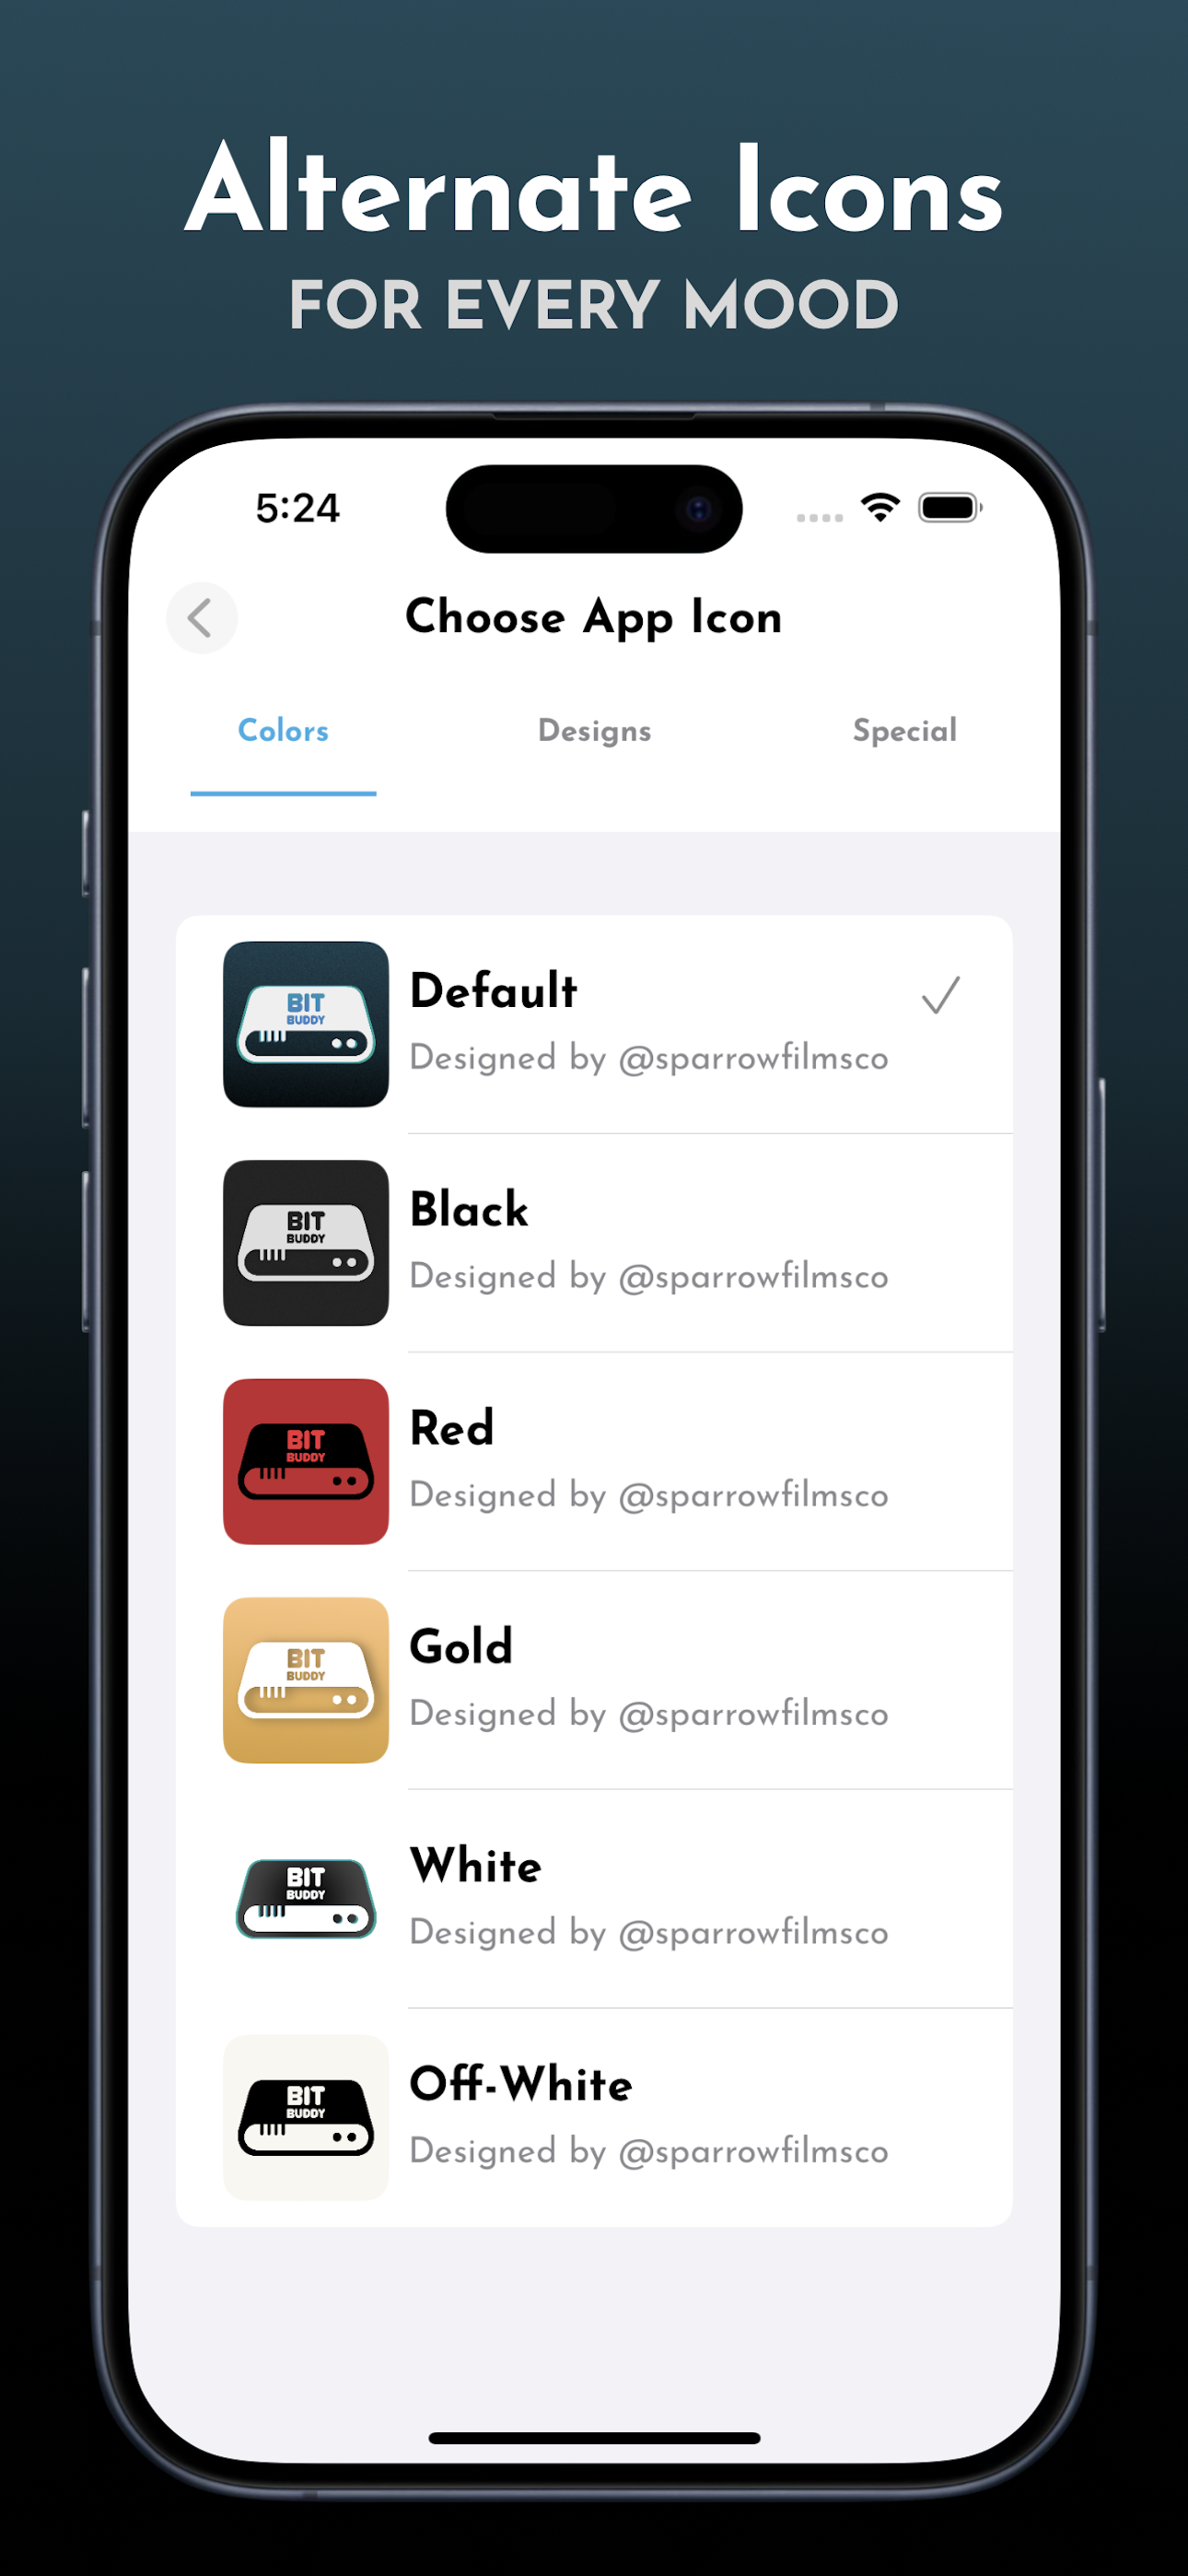 Alternate Icons
FOR EVERY MOOD
5:24
Choose App Icon
Colors
Designs
Special
BIT
BUDDY
Default
Designed by @sparrowfilmsco
BIT
BUDDY
Black
Designed by @sparrowfilmsco
BIT
BUDDY
Red
Designed by @sparrowfilmsco
BIT
BUDDY
Gold
Designed by @sparrowfilmsco
BIT
BUDDY
White
Designed by @sparrowfilmsco
BIT
BUDDY
Off-White
Designed by @sparrowfilmsco